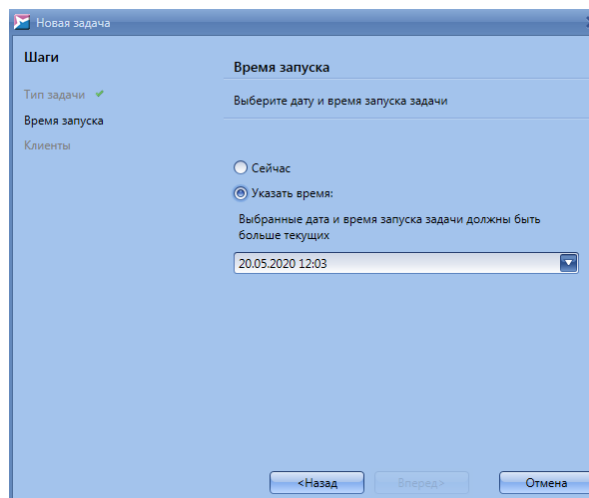 Новая задача
Шаги
Тип задачи
Время запуска
Клиенты
Время запуска
Выберите дату и время запуска задачи
Сейчас
Указать время:
Выбранные дата и время запуска задачи должны быть
больше текущих
20.05.2020 12:03
<Назад
Вперед>
Отмена